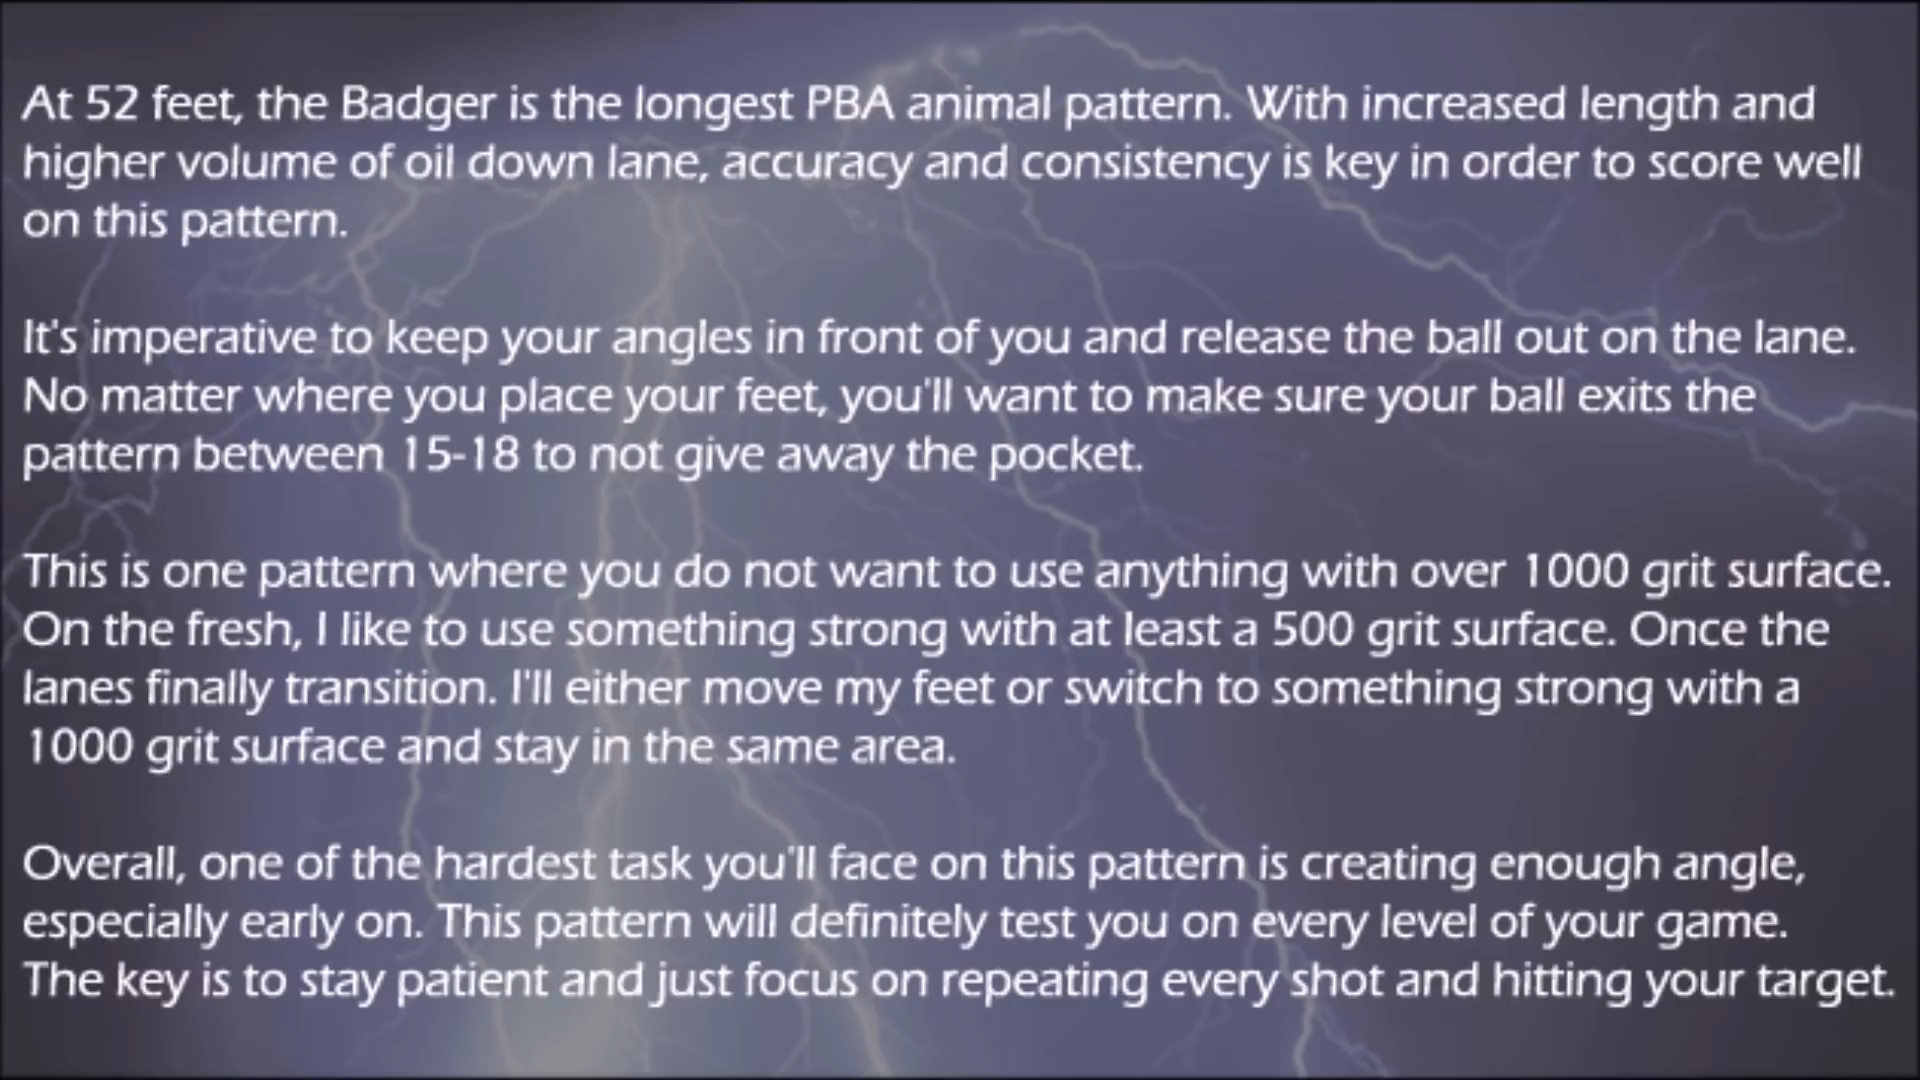 At 52 feet, the Badger is the longest PBA animal pattern. With increased length and
higher volume of oil down lane, accuracy and consistency is key in order to score well
on this pattern.
It's imperative to keep your angles in front of you and release the ball out on the lane.
No matter where you place your feet, you'll want to make sure your ball exits the
pattern between 15-18 to not give away the pocket.
This is one pattern where you do not want to use anything with over 1000 grit surface.
On the fresh, I like to use something strong with at least a 500 grit surface. Once the
lanes finally transition. I'll either move my feet or switch to something strong with a
1000 grit surface and stay in the same area.
Overall, one of the hardest task you'll face on this pattern is creating enough angle,
especially early on. This pattern will definitely test you on every level of your game.
The key is to stay patient and just focus on repeating every shot and hitting your target.